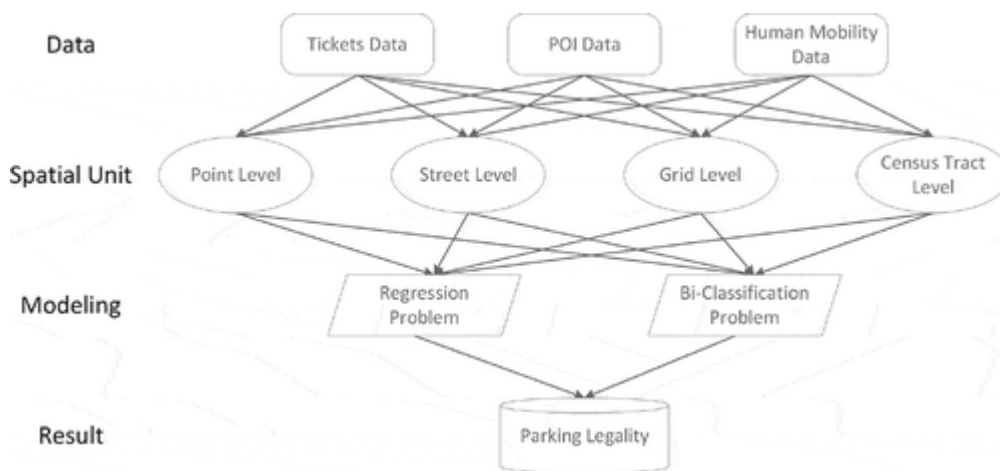 Data
Tickets Data
POI Data
Human Mobility
Data
Spatial Unit
Point Level
Street Level
Grid Level
Census Tract
Level
Modeling
Regression
Problem
Bi-Classification
Problem
Result
Parking Legality